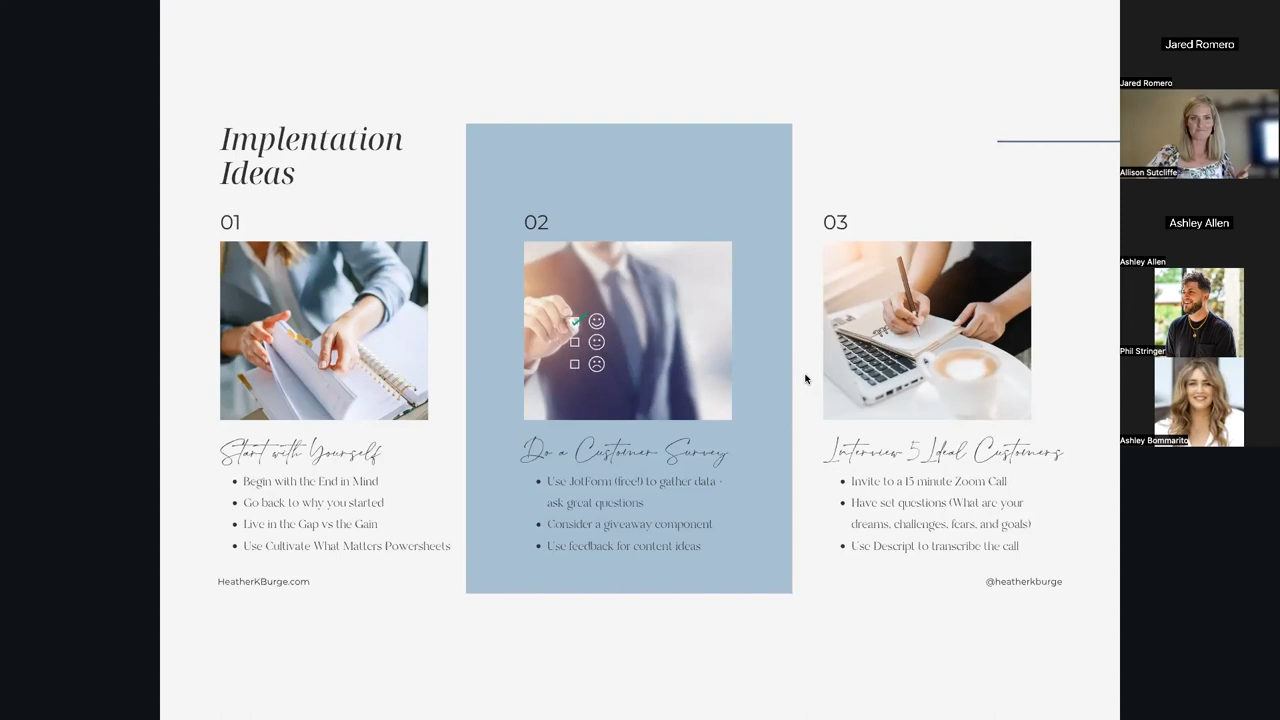 Implentation
Ideas
01
Start with Yourself
Begin with the End in Mind
Go back to why you started
Live in the Gap vs the Gain
Use Cultivate What Matters Powersheets
HeatherKBurge.com
02
Do a Customer Survey
Use JotForm (free!) to gather data -
ask great questions
Consider a giveaway component
Use feedback for content ideas
03
Interview 5 Ideal Customers
Invite to a 15 minute Zoom Call
Have set questions (What are your
dreams, challenges, fears, and goals)
Use Descript to transcribe the call
@heatherkburge
Jared Romero
Jared Romero
Allison Sutcliffe
Ashley Allen
Ashley Allen
Phil Stringer
Ashley Bommarito